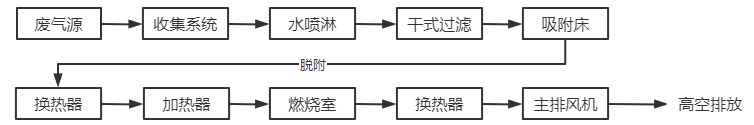 废气源 收集系统 水喷淋 干式过滤 吸附床
脱附
换热器 加热器 燃烧室 换热器 主排风机 高空排放